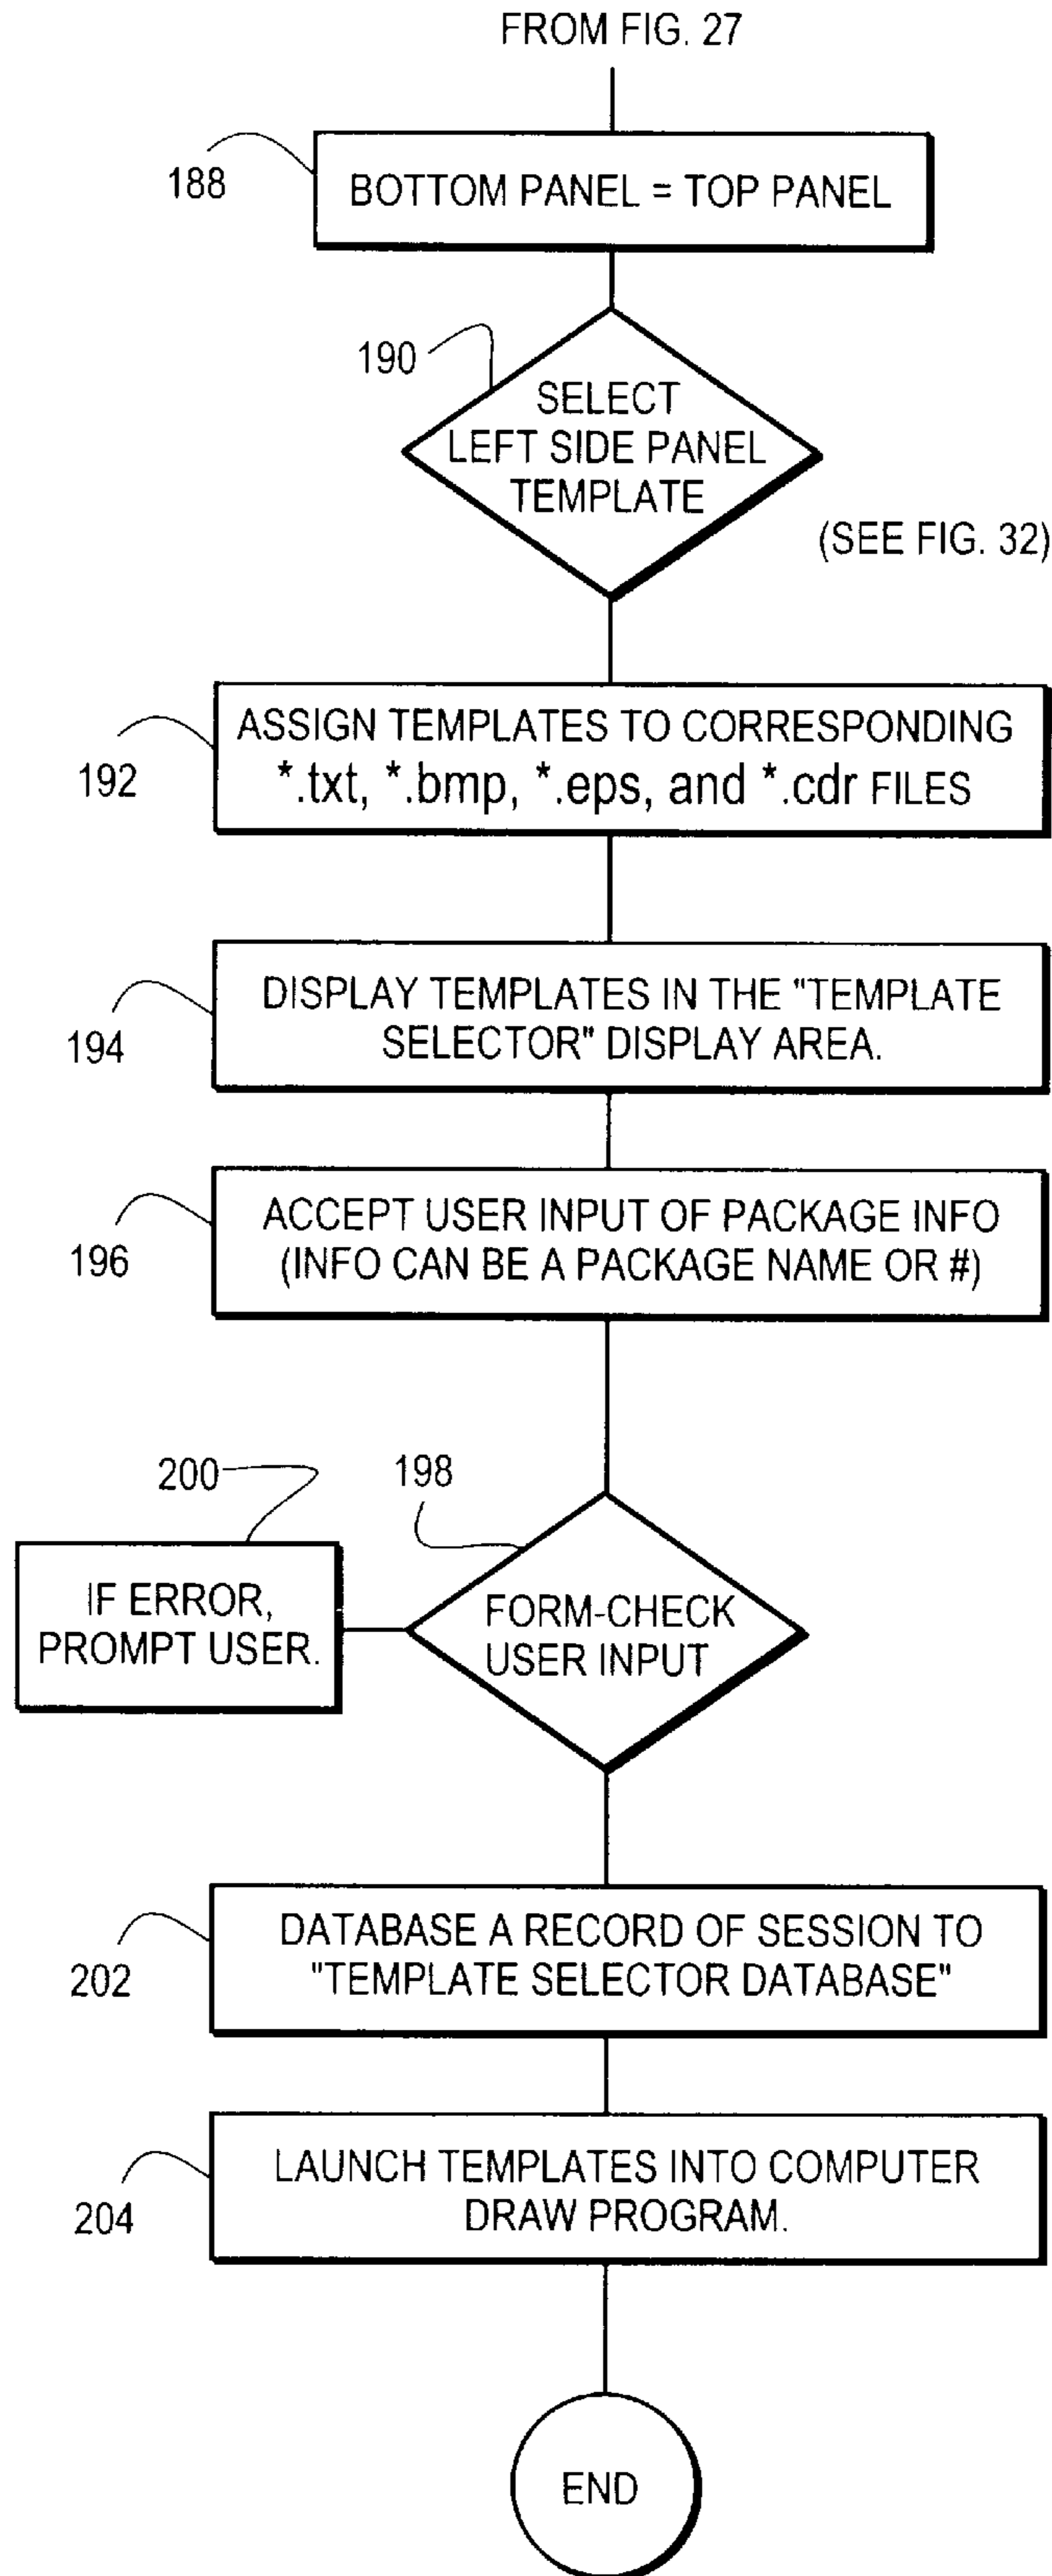 FROM FIG. 27
188
BOTTOM PANEL = TOP PANEL
190
SELECT
LEFT SIDE PANEL
TEMPLATE
(SEE FIG. 32)
192
ASSIGN TEMPLATES TO CORRESPONDING
*.txt, *.bmp, *.eps, and *.cdr FILES
194
DISPLAY TEMPLATES IN THE "TEMPLATE
SELECTOR" DISPLAY AREA.
196
ACCEPT USER INPUT OF PACKAGE INFO
(INFO CAN BE A PACKAGE NAME OR #)
200
198
IF ERROR,
PROMPT USER.
FORM-CHECK
USER INPUT
202
DATABASE A RECORD OF SESSION TO
"TEMPLATE SELECTOR DATABASE"
204
LAUNCH TEMPLATES INTO COMPUTER
DRAW PROGRAM.
END